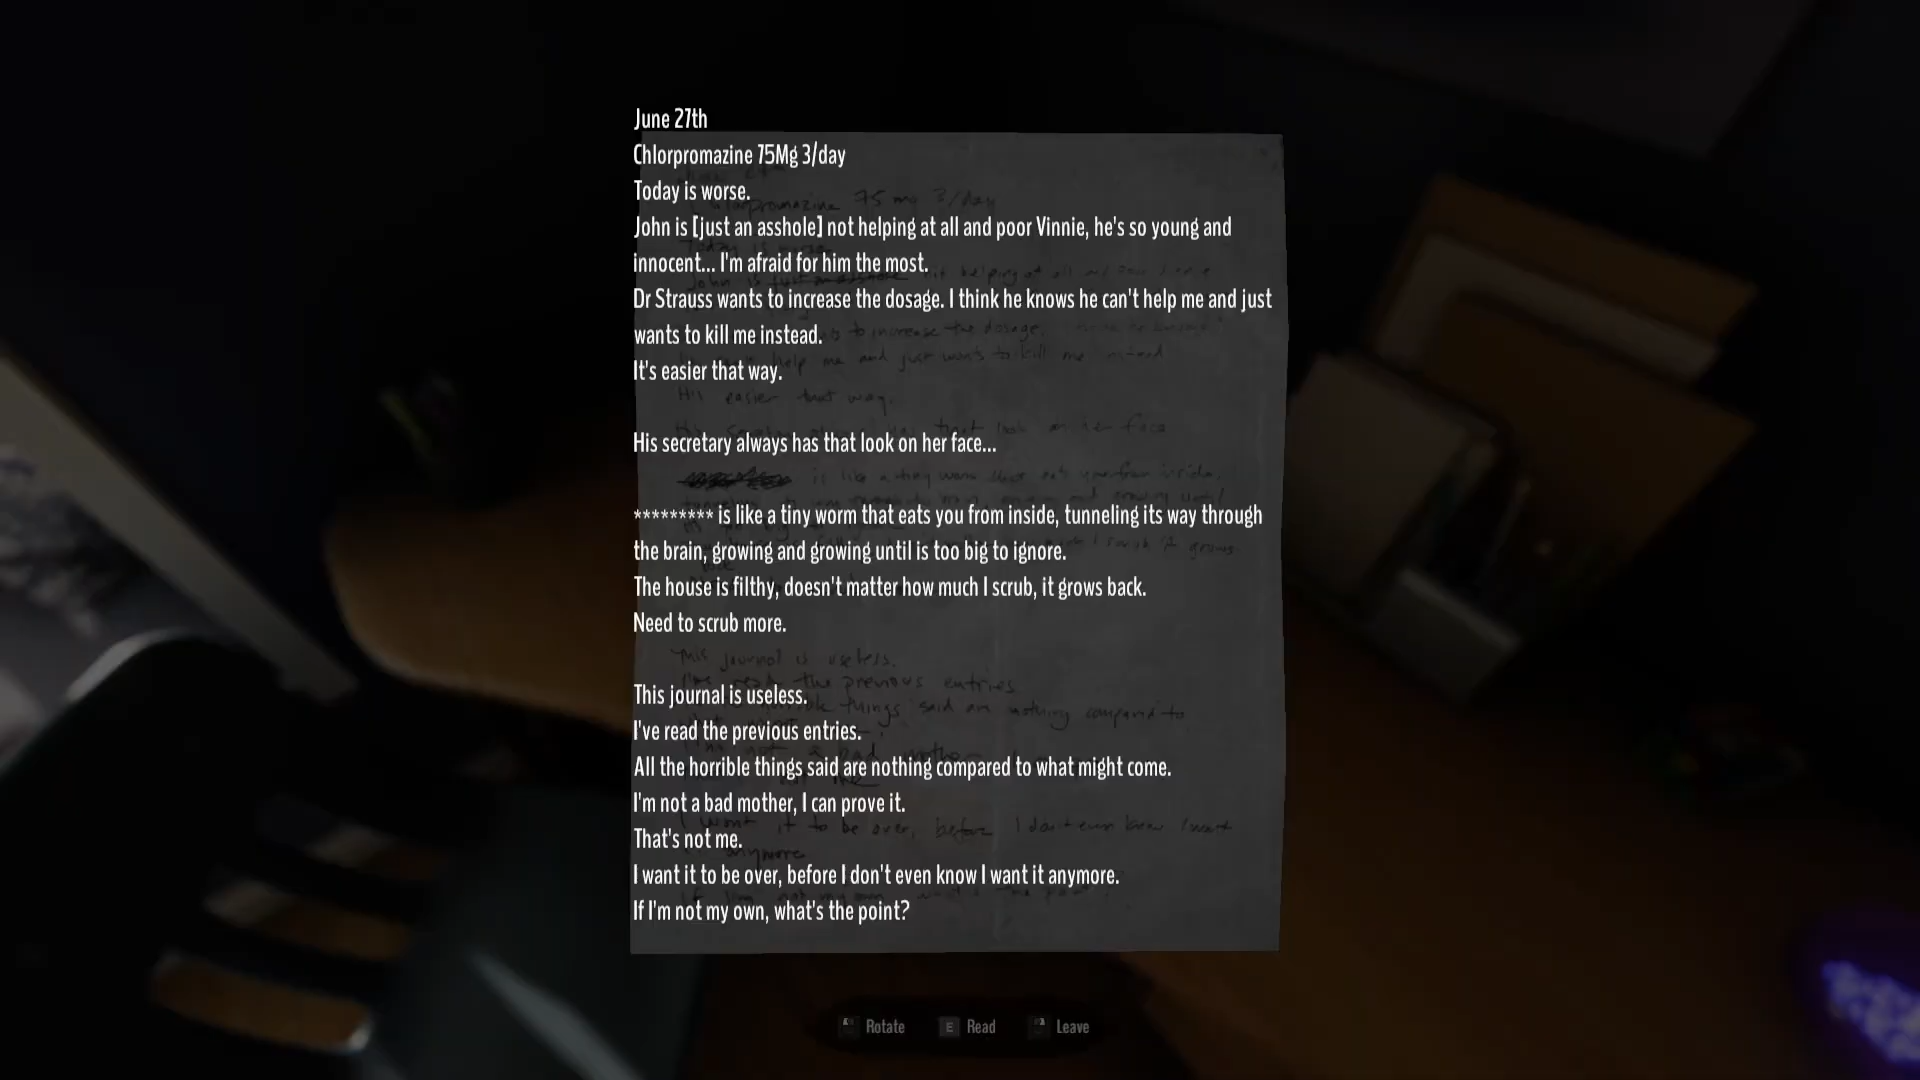 June 27th
Chlorpromazine 75Mg 3/day
Today is worse.
John is [just an asshole] not helping at all and poor Vinnie, he's so young and
innocent... I'm afraid for him the most.
Dr Strauss wants to increase the dosage. I think he knows he can't help me and just
wants to kill me instead.
It's easier that way.
His secretary always has that look on her face...
********* is like a tiny worm that eats you from inside, tunneling its way through
the brain, growing and growing until is too big to ignore.
The house is filthy, doesn't matter how much I scrub, it grows back.
Need to scrub more.
This journal is useless.
I've read the previous entries.
All the horrible things said are nothing compared to what might come.
I'm not a bad mother, I can prove it.
That's not me.
I want it to be over, before I don't even know I want it anymore.
If I'm not my own, what's the point?
Rotate
E Read
Leave